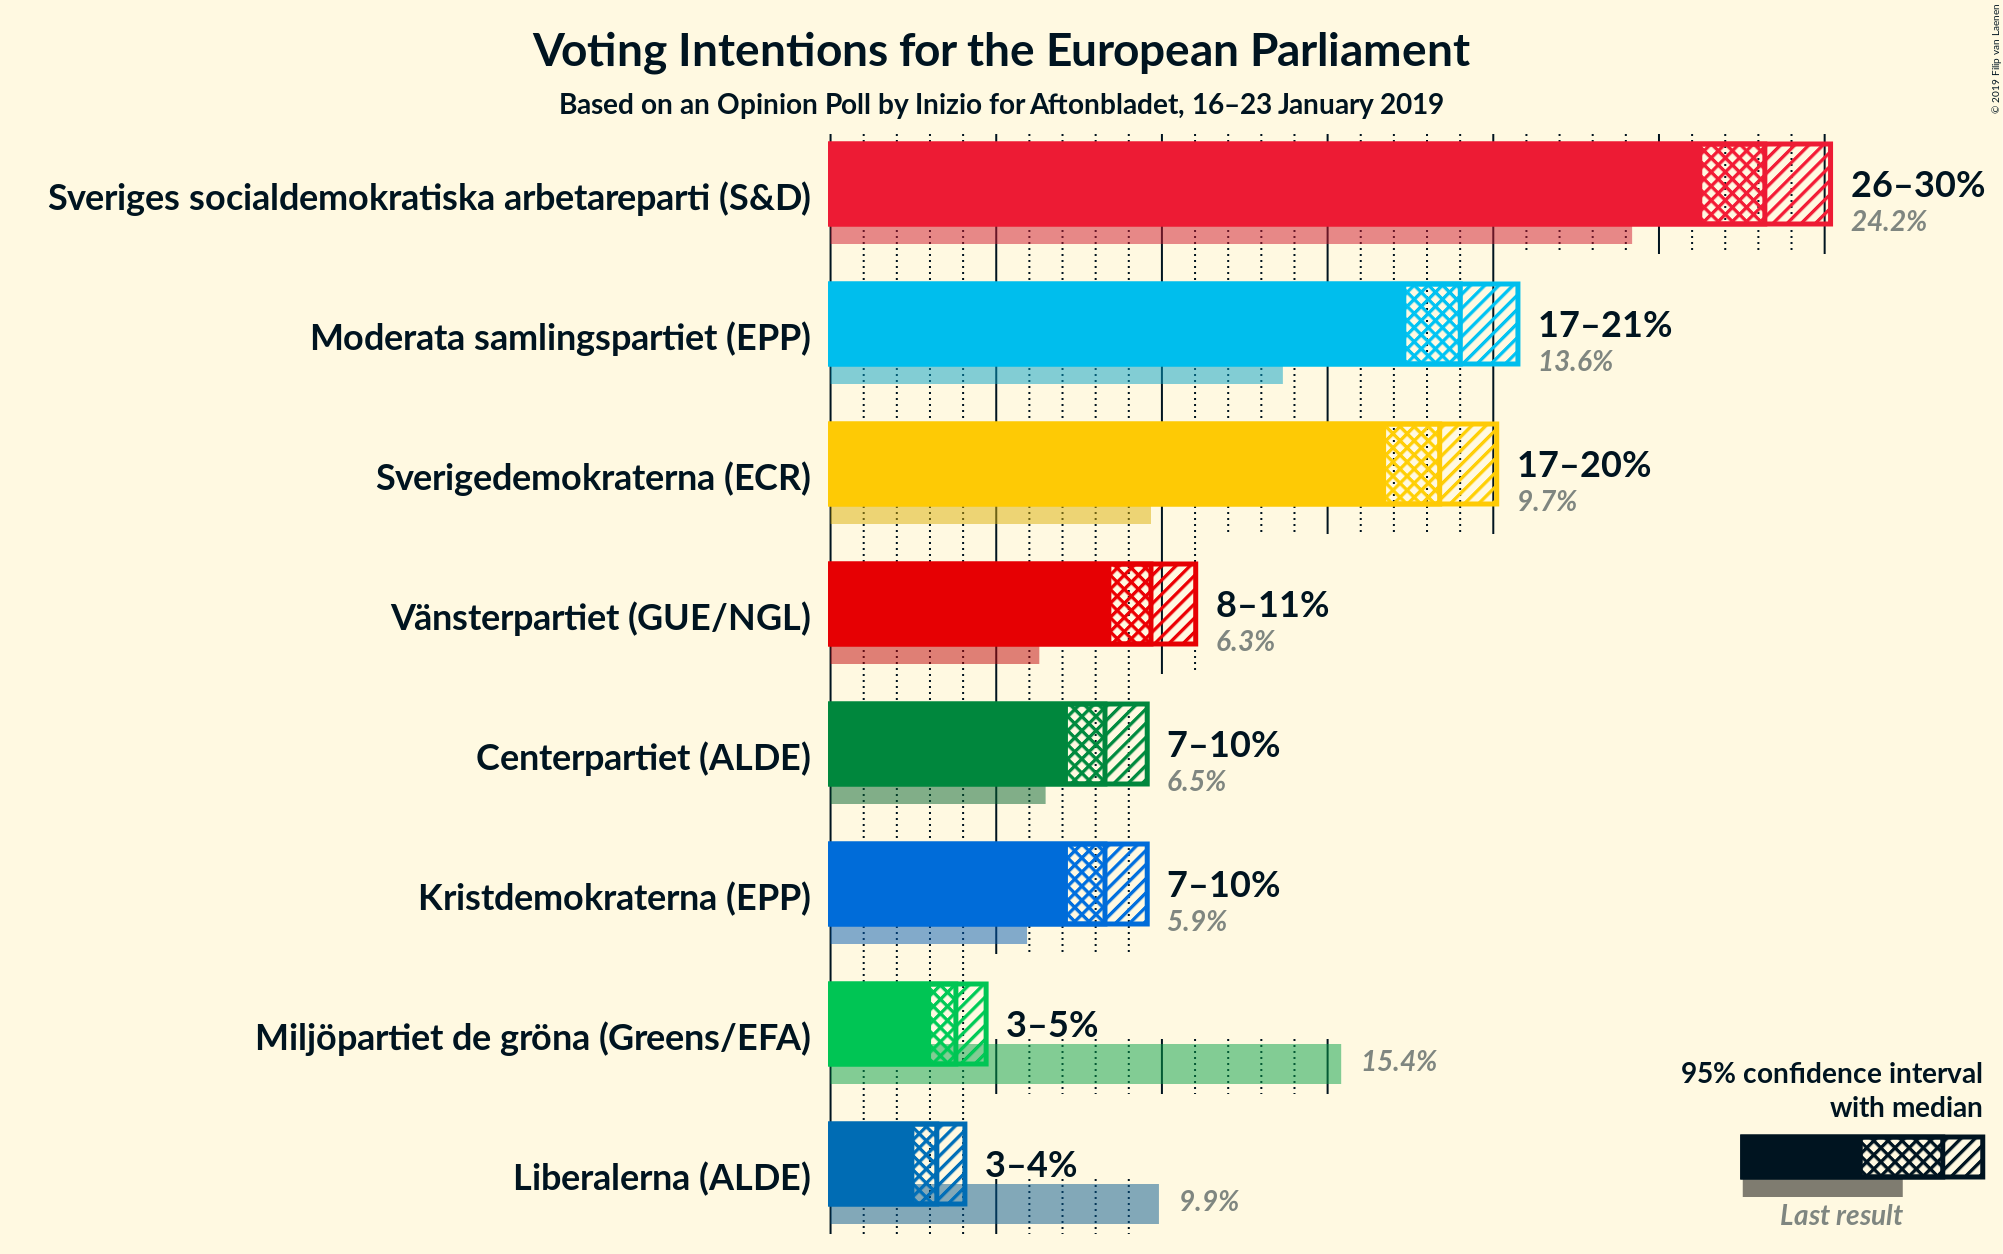 Voting Intentions for the European Parliament
Based on an Opinion Poll by Inizio for Aftonbladet, 16–23 January 2019
© 2019 Filip van Laenen
Sveriges socialdemokratiska arbetareparti (S&D)
26–30%
24.2%
Moderata samlingspartiet (EPP)
17–21%
13.6%
Sverigedemokraterna (ECR)
17–20%
9.7%
Vänsterpartiet (GUE/NGL)
8–11%
6.3%
Centerpartiet (ALDE)
7–10%
6.5%
Kristdemokraterna (EPP)
7–10%
5.9%
Miljöpartiet de gröna (Greens/EFA)
3–5%
15.4%
Liberalerna (ALDE)
3–4%
9.9%
95% confidence interval
with median
Last result